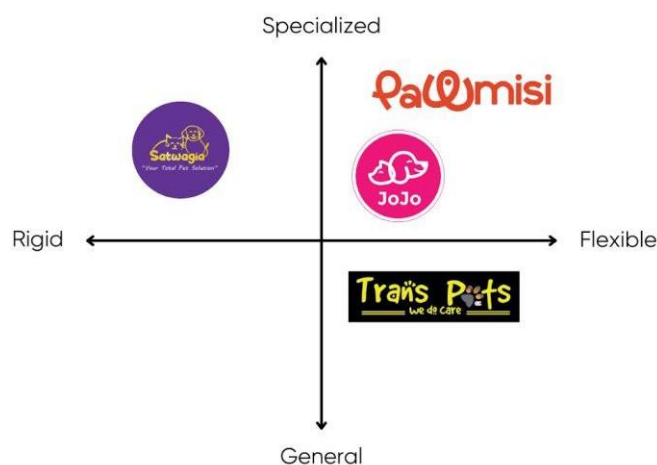 Specialized
Pawmisi
Satwagia
"Your Total Pet Solution"
JoJo
Rigid
Flexible
Trans Pets
We do Care
General